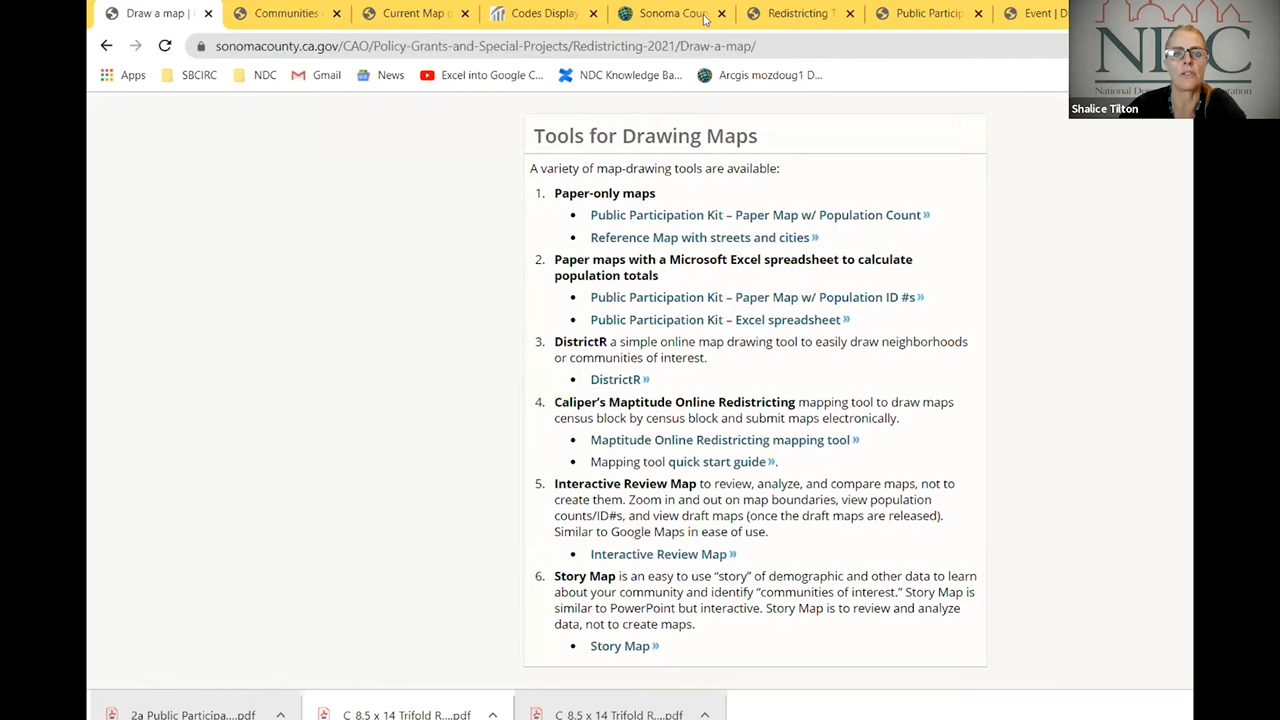 Draw a map |
Communities
Current Map d
Codes Display
Sonoma Coun
Redistricting T
Public Particip
Event | D
sonomacounty.ca.gov/CAO/Policy-Grants-and-Special-Projects/Redistricting-2021/Draw-a-map/
Apps
SBCIRC
NDC
Gmail
News
Excel into Google C...
NDC Knowledge Ba...
Arcgis mozdoug1 D...
NDC
Shalice Tilton
Tools for Drawing Maps
A variety of map-drawing tools are available:
1. Paper-only maps
• Public Participation Kit – Paper Map w/ Population Count »
• Reference Map with streets and cities »
2. Paper maps with a Microsoft Excel spreadsheet to calculate
population totals
• Public Participation Kit – Paper Map w/ Population ID #s »
• Public Participation Kit – Excel spreadsheet »
3. DistrictR a simple online map drawing tool to easily draw neighborhoods
or communities of interest.
• DistrictR »
4. Caliper's Maptitude Online Redistricting mapping tool to draw maps
census block by census block and submit maps electronically.
• Maptitude Online Redistricting mapping tool »
• Mapping tool quick start guide ».
5. Interactive Review Map to review, analyze, and compare maps, not to
create them. Zoom in and out on map boundaries, view population
counts/ID#s, and view draft maps (once the draft maps are released).
Similar to Google Maps in ease of use.
• Interactive Review Map »
6. Story Map is an easy to use “story” of demographic and other data to learn
about your community and identify “communities of interest.” Story Map is
similar to PowerPoint but interactive. Story Map is to review and analyze
data, not to create maps.
• Story Map »
2a Public Participa....pdf
C 8.5 x 14 Trifold R....pdf
C 8.5 x 14 Trifold R....pdf